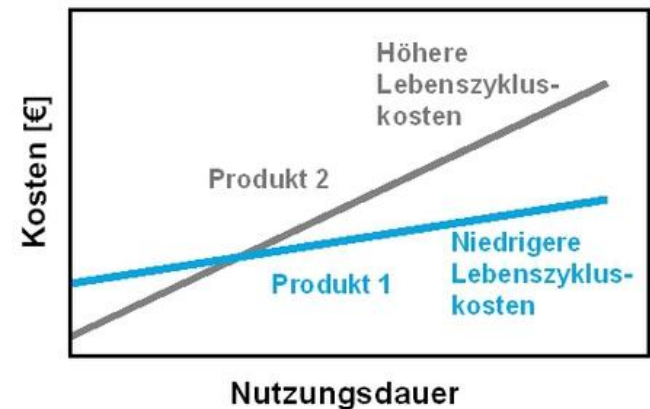 Höhere
Lebenszyklus-
kosten
Kosten [€]
Produkt 2
Niedrigere
Lebenszyklus-
kosten
Produkt 1
Nutzungsdauer